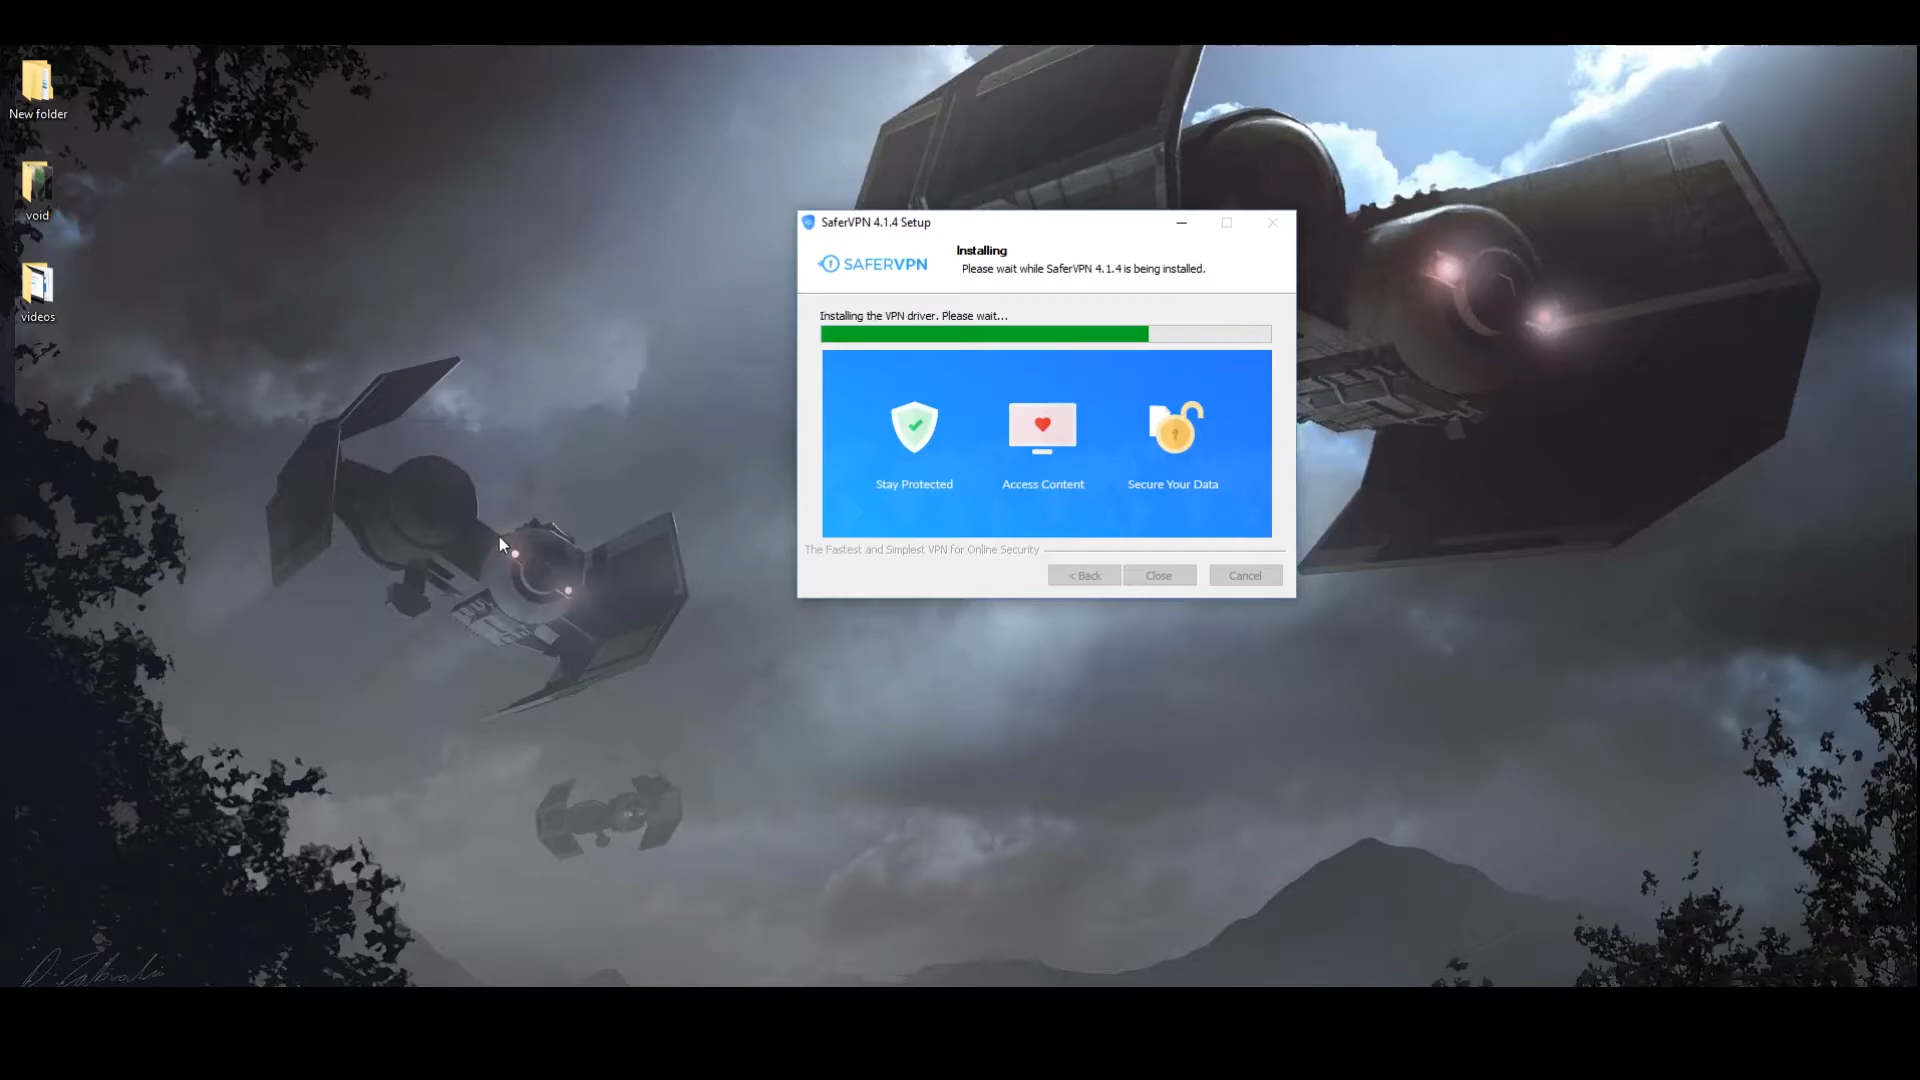 New folder
void
videos
SaferVPN 4.1.4 Setup
SAFERVPN
Installing
Please wait while SaferVPN 4.1.4 is being installed.
Installing the VPN driver. Please wait...
Stay Protected
Access Content
Secure Your Data
The Fastest and Simplest VPN for Online Security
< Back
Close
Cancel